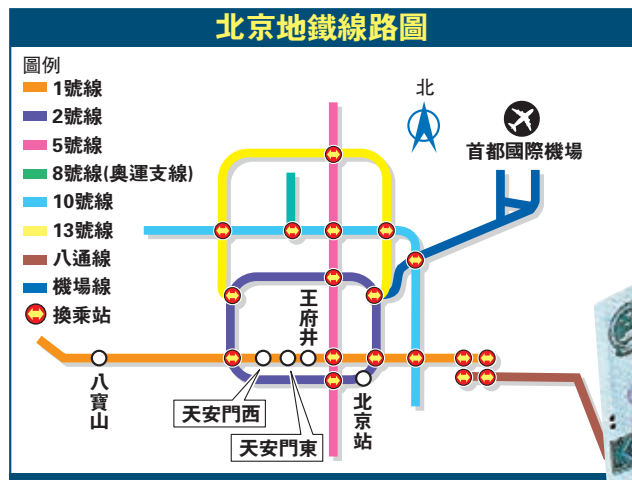 北京地鐵線路圖
圖例
1號線
2號線
5號線
8號線(奧運支線)
10號線
13號線
八通線
機場線
換乘站
北
首都國際機場
王府井
八寶山
天安門西
天安門東
北京站